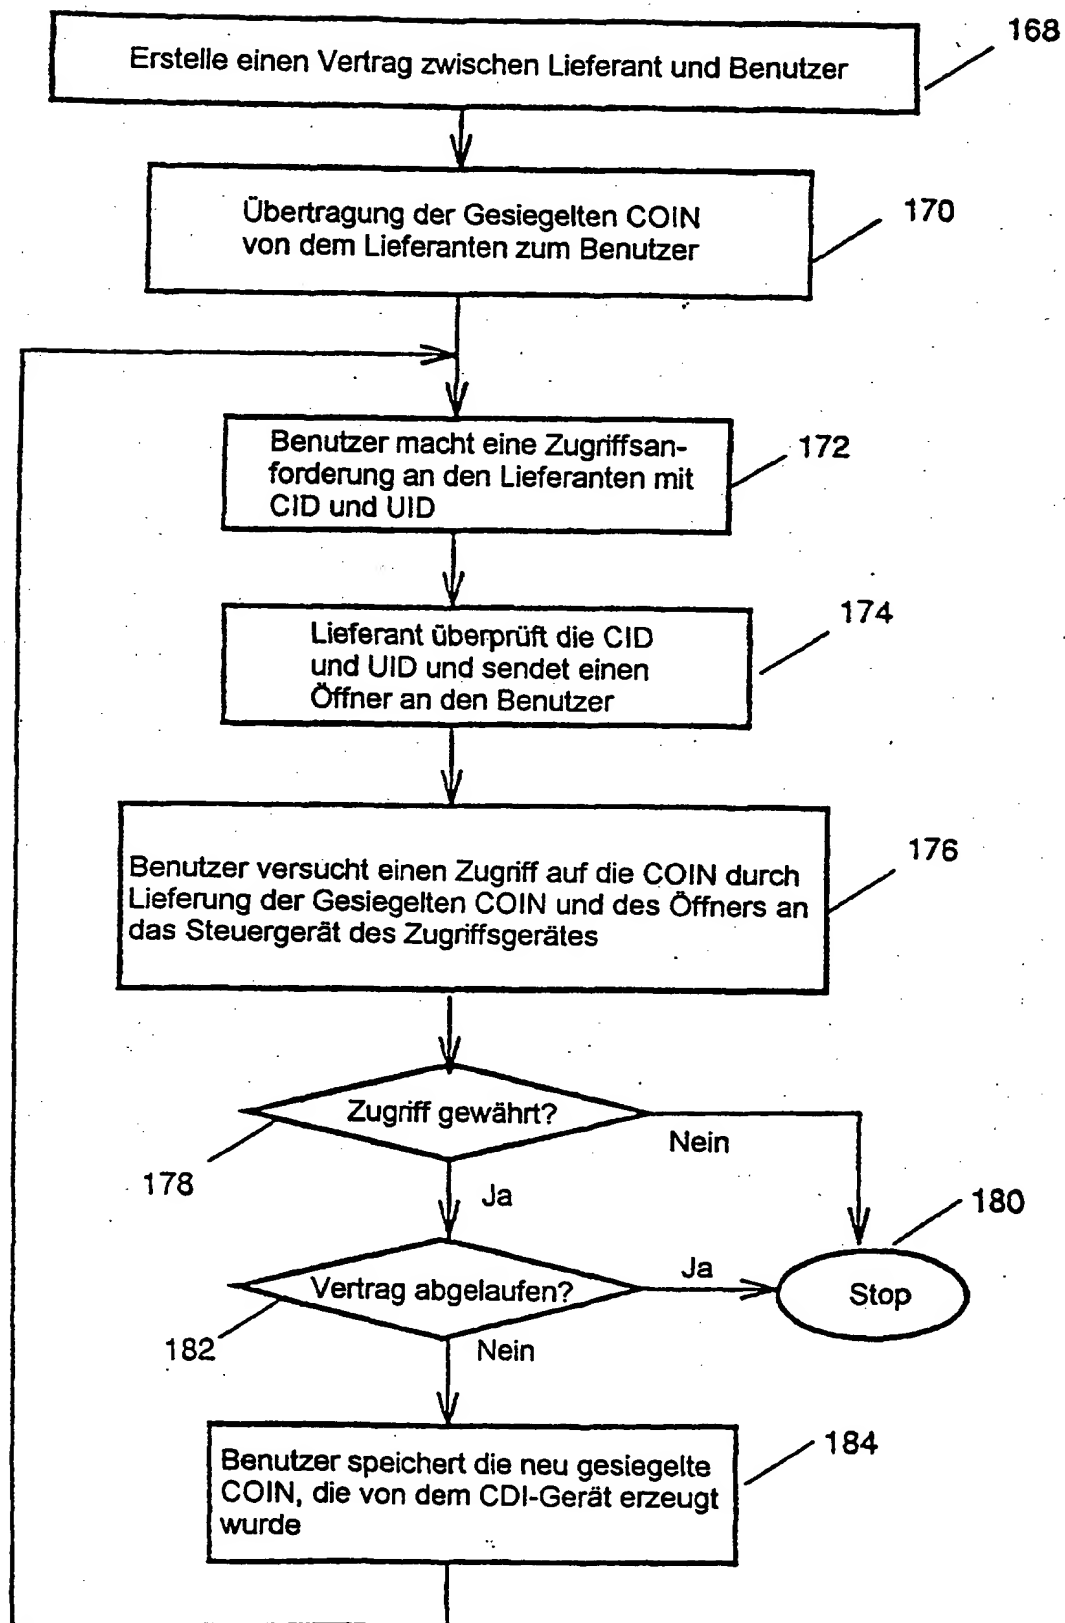 168
Erstelle einen Vertrag zwischen Lieferant und Benutzer
170
Übertragung der Gesiegelten COIN
von dem Lieferanten zum Benutzer
172
Benutzer macht eine Zugriffsan-
forderung an den Lieferanten mit
CID und UID
174
Lieferant überprüft die CID
und UID und sendet einen
Öffner an den Benutzer
176
Benutzer versucht einen Zugriff auf die COIN durch
Lieferung der Gesiegelten COIN und des Öffners an
das Steuergerät des Zugriffsgerätes
Zugriff gewährt?
Nein
178
Ja
180
Vertrag abgelaufen?
Ja
Stop
182
Nein
184
Benutzer speichert die neu gesiegelte
COIN, die von dem CDI-Gerät erzeugt
wurde